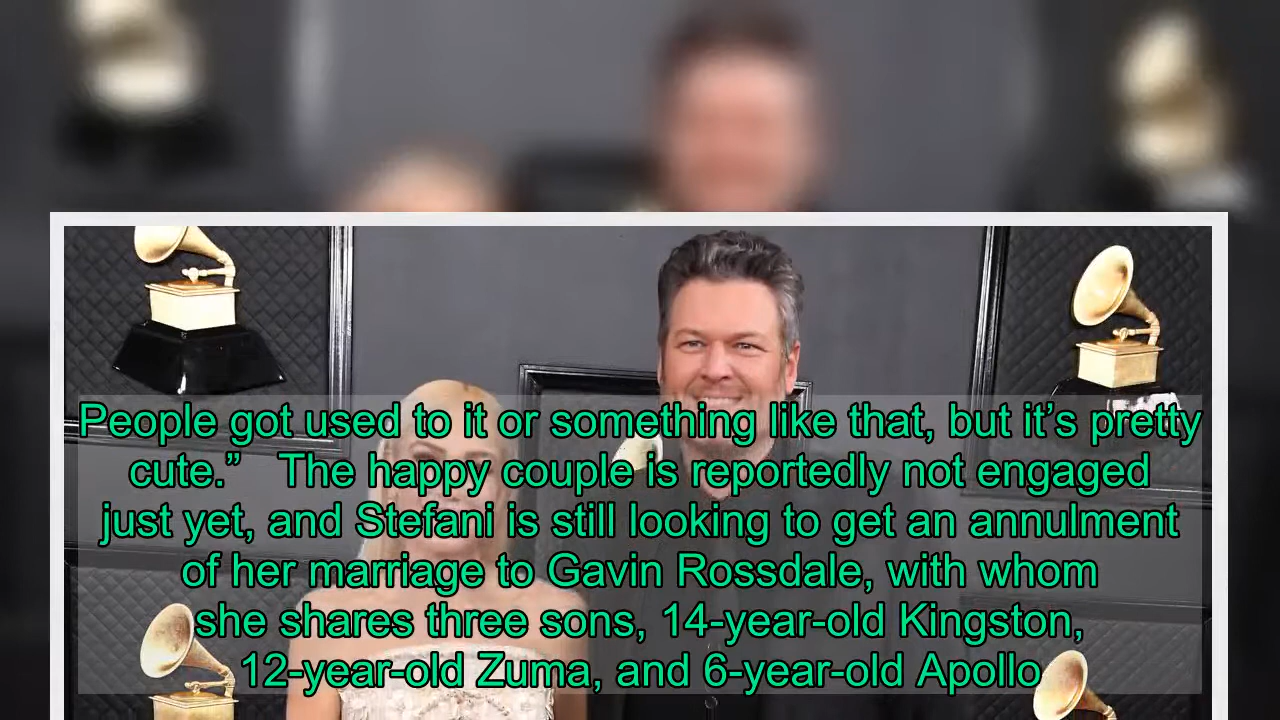 People got used to it or something like that, but it’s pretty
cute.” The happy couple is reportedly not engaged
just yet, and Stefani is still looking to get an annulment
of her marriage to Gavin Rossdale, with whom
she shares three sons, 14-year-old Kingston,
12-year-old Zuma, and 6-year-old Apollo